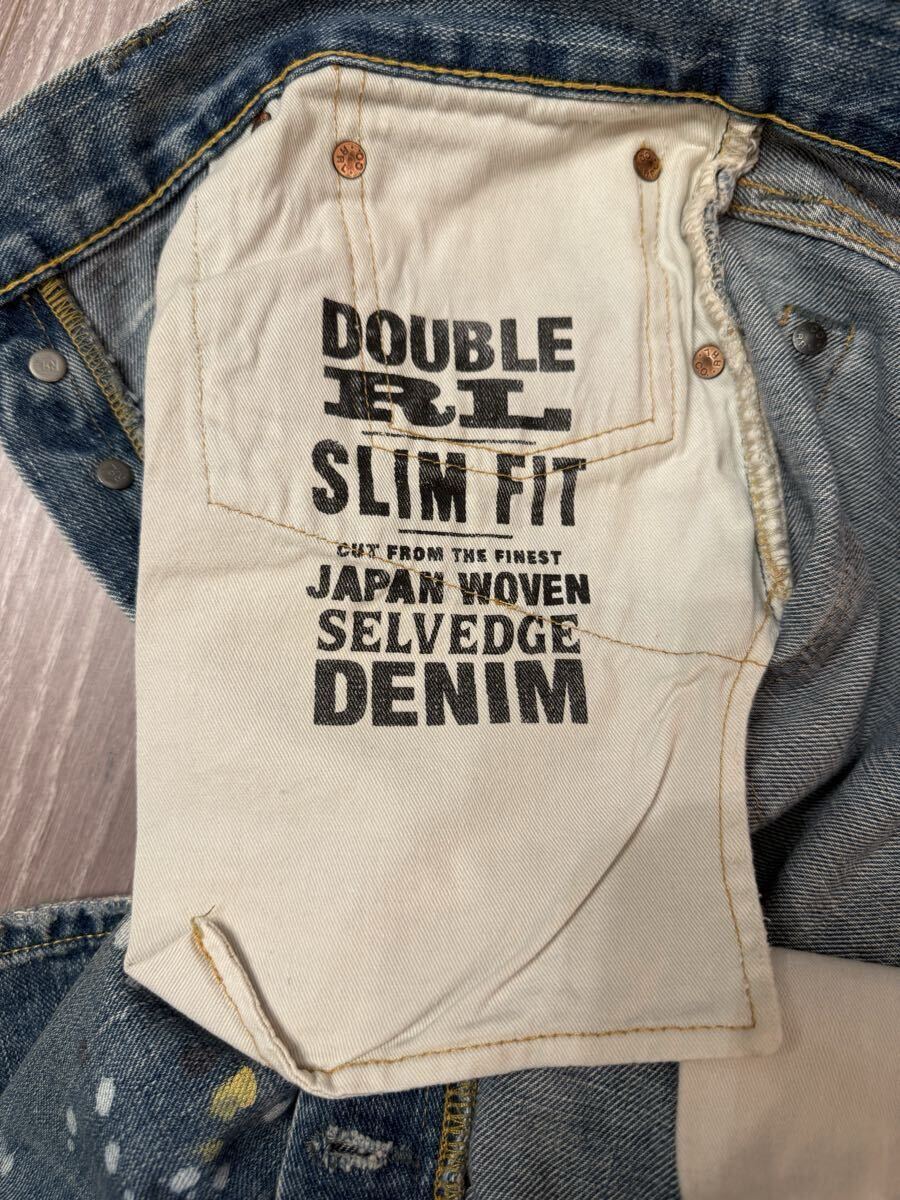 DOUBLE
RL
SLIM FIT
CUT FROM THE FINEST
JAPAN WOVEN
SELVEDGE
DENIM